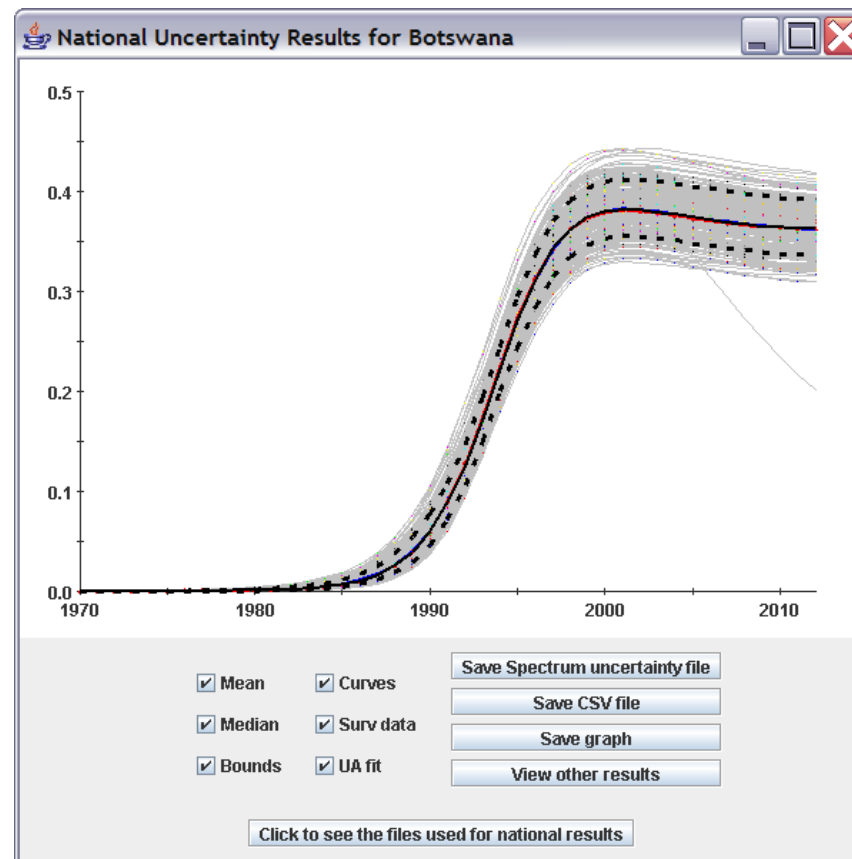 National Uncertainty Results for Botswana
0.5
0.4
0.3
0.2
0.1
0.0
1970 1980 1990 2000 2010
Mean Curves Save Spectrum uncertainty file
Save CSV file
Median Surv data Save graph
Bounds UA fit View other results
Click to see the files used for national results